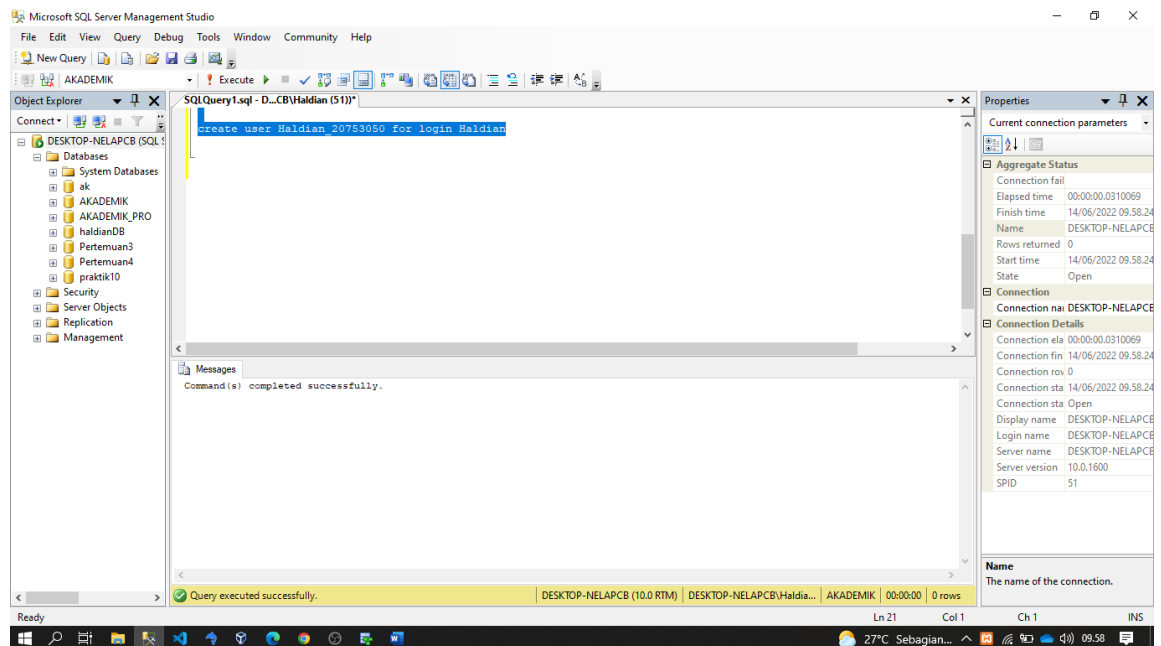 Microsoft SQL Server Management Studio
File Edit View Query Debug Tools Window Community Help
New Query
AKADEMIK Execute
Object Explorer
Connect
DESKTOP-NELAPCB (SQL S
Databases
System Databases
ak
AKADEMIK
AKADEMIK_PRO
haldianDB
Pertemuan3
Pertemuan4
praktik10
Security
Server Objects
Replication
Management
SQLQuery1.sql - D...CB\Haldian (51))*
create user Haldian_20753050 for login Haldian
Messages
Command(s) completed successfully.
Query executed successfully. DESKTOP-NELAPCB (10.0 RTM) DESKTOP-NELAPCB\Haldia... AKADEMIK 00:00:00 0 rows
Properties
Current connection parameters
Aggregate Status
Connection fail
Elapsed time 00:00:00.0310069
Finish time 14/06/2022 09.58.24
Name DESKTOP-NELAPCB
Rows returned 0
Start time 14/06/2022 09.58.24
State Open
Connection
Connection nai DESKTOP-NELAPCB
Connection Details
Connection ela 00:00:00.0310069
Connection fin 14/06/2022 09.58.24
Connection rov 0
Connection sta 14/06/2022 09.58.24
Connection sta Open
Display name DESKTOP-NELAPCB
Login name DESKTOP-NELAPCB
Server name DESKTOP-NELAPCB
Server version 10.0.1600
SPID 51
Name
The name of the connection.
Ready Ln 21 Col 1 Ch 1 INS
27°C Sebagian... 09.58